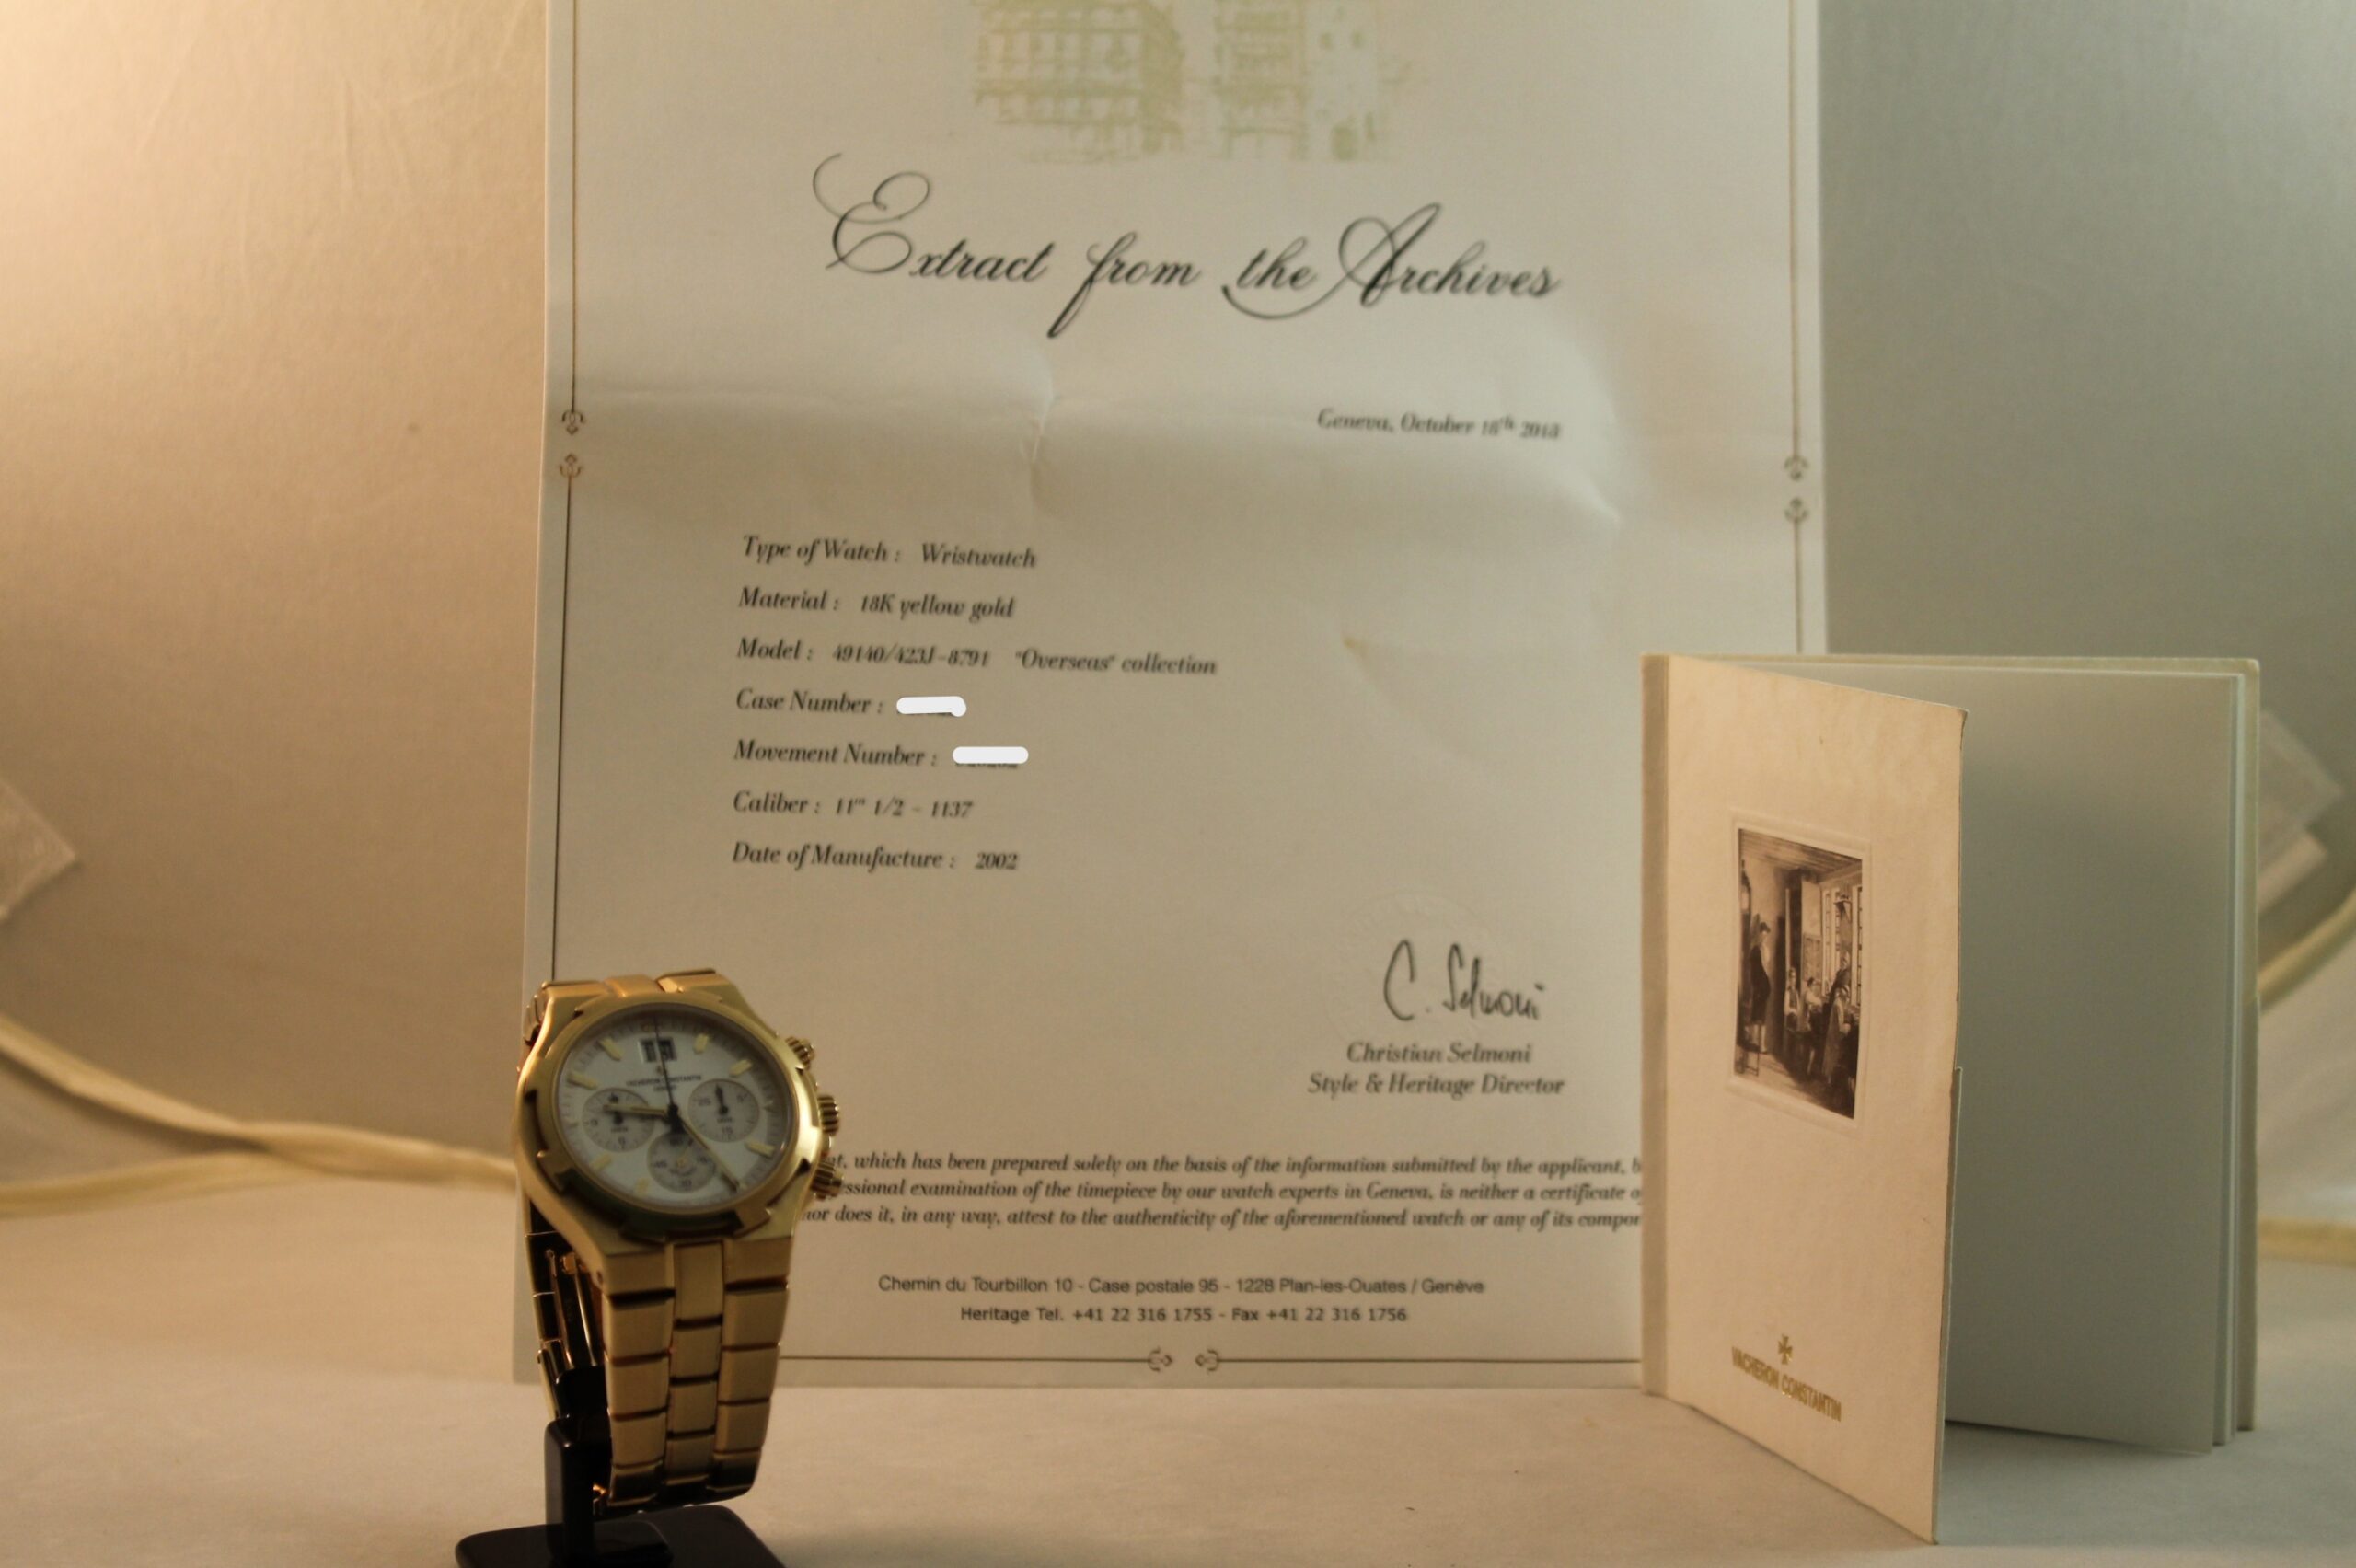 Extract from the Archives
Geneva, October 18th 2018
Type of Watch : Wristwatch
Material : 18K yellow gold
Model : 49140/423J-8791 "Overseas" collection
Case Number :
Movement Number :
Caliber : 11''' 1/2 - 1137
Date of Manufacture : 2002
C. Selmoni
Christian Selmoni
Style & Heritage Director
which has been prepared solely on the basis of the information submitted by the applicant,
examination of the timepiece by our watch experts in Geneva, is neither a certificate
nor does it, in any way, attest to the authenticity of the aforementioned watch or any of its
Chemin du Tourbillon 10 - Case postale 95 - 1228 Plan-les-Ouates / Genève
Heritage Tel. +41 22 316 1755 - Fax +41 22 316 1756
VACHERON CONSTANTIN
VACHERON CONSTANTIN